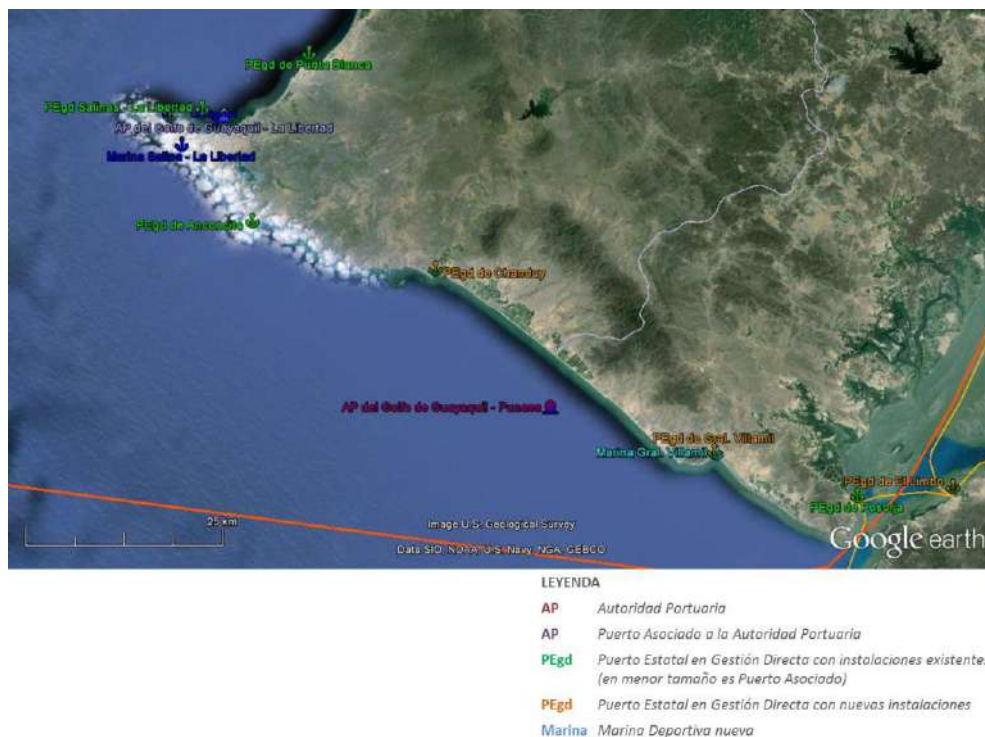 PEgd de Punta Blanca
PEgd Salinas - La Libertad
AP del Golfo de Guayaquil - La Libertad
Marina Salina - La Libertad
PEgd de Anconcito
PEgd de Chanduy
AP del Golfo de Guayaquil -
PEgd de Gral. Villamil
Marina Gral. Villamil
PEgd de El Limbo
PEgd de Posorja
25 km
Image U.S. Geological Survey
Data SIO, NOAA, U.S. Navy, NGA, GEBCO
Google earth
LEYENDA
AP Autoridad Portuaria
AP Puerto Asociado a la Autoridad Portuaria
PEgd Puerto Estatal en Gestión Directa con instalaciones existentes
(en menor tamaño es Puerto Asociado)
PEgd Puerto Estatal en Gestión Directa con nuevas instalaciones
Marina Marina Deportiva nueva